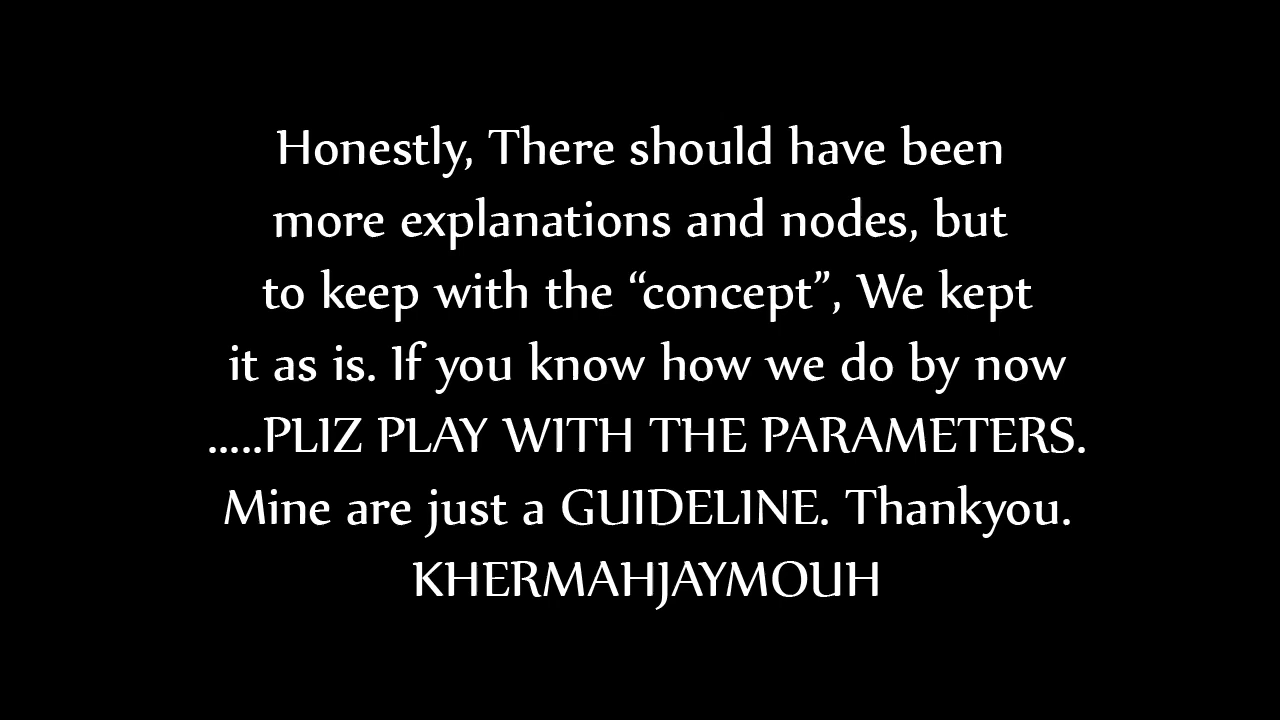 Honestly, There should have been
more explanations and nodes, but
to keep with the “concept”, We kept
it as is. If you know how we do by now
.....PLIZ PLAY WITH THE PARAMETERS.
Mine are just a GUIDELINE. Thankyou.
KHERMAHJAYMOUH